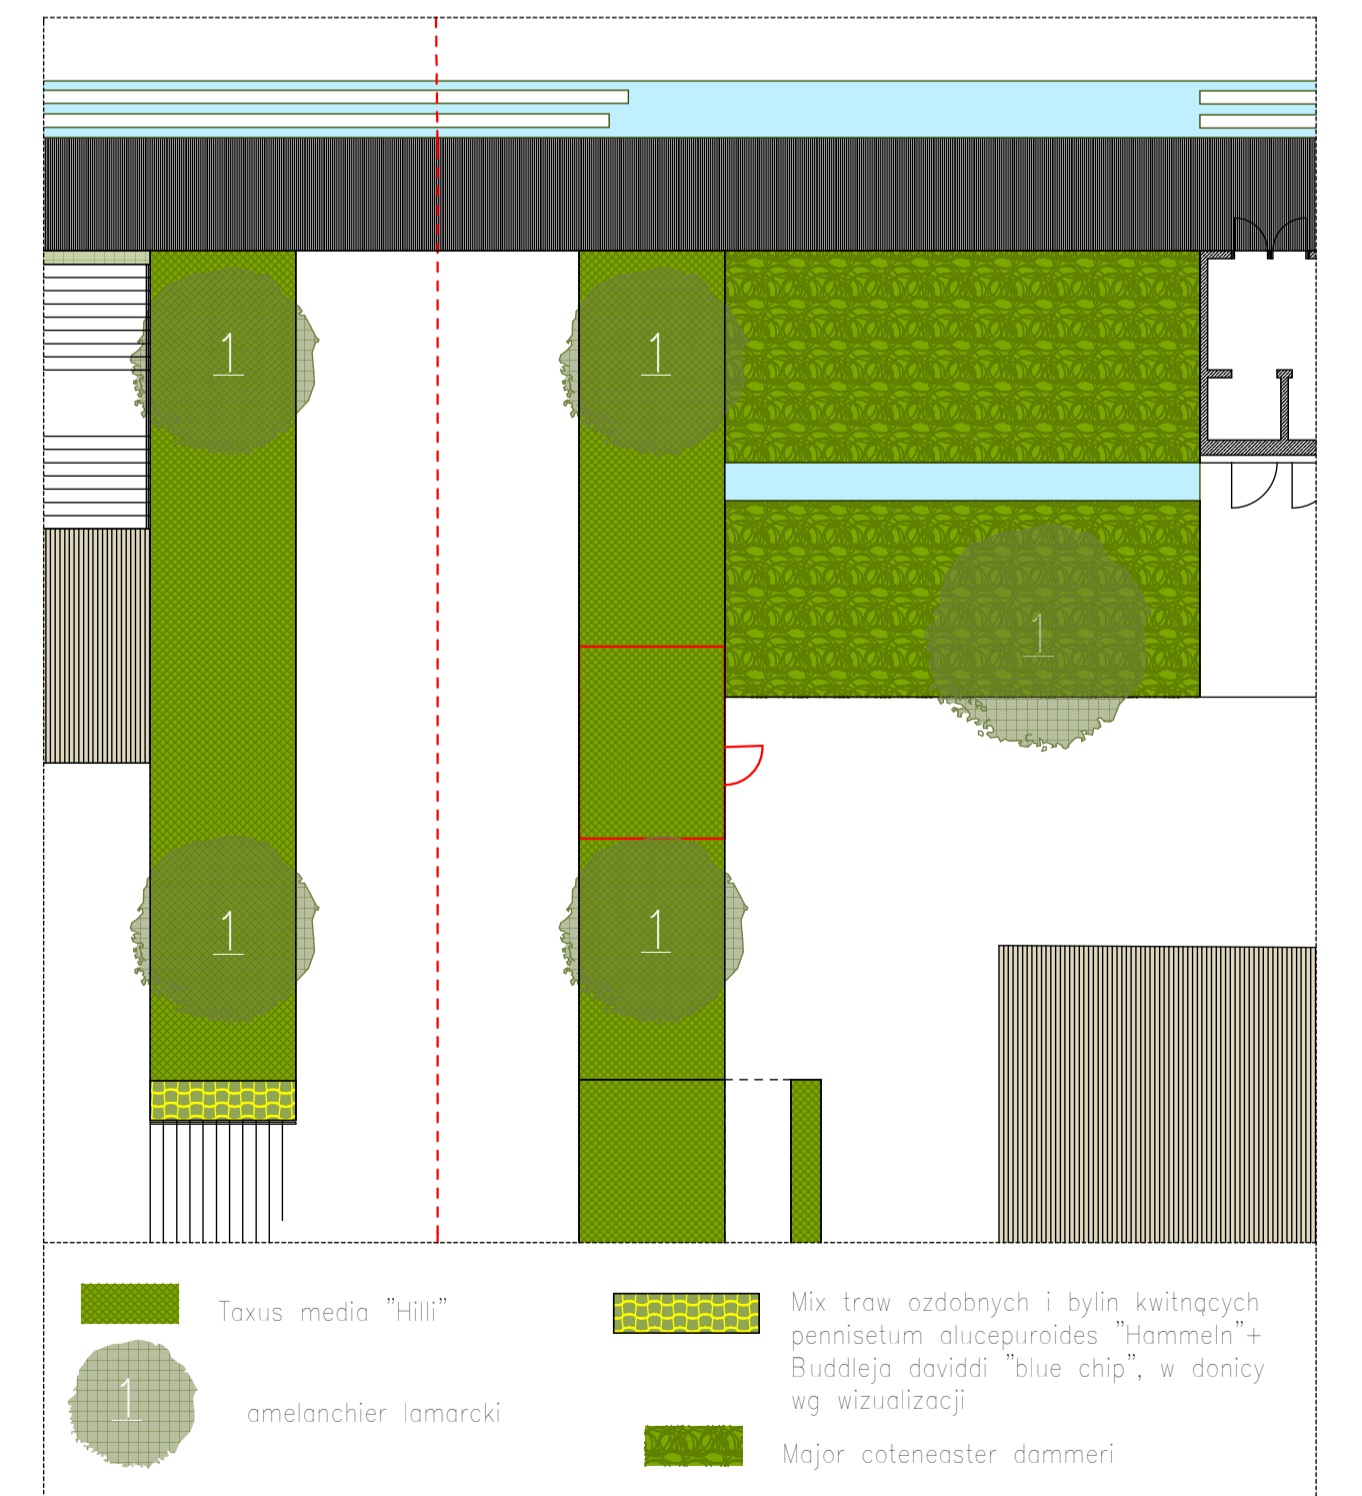 1
1
1
1
1
Taxus media "Hilli"
1
amelanchier lamarcki
Mix traw ozdobnych i bylin kwitnących
pennisetum alucepuroides "Hammeln"+
Buddleja daviddi "blue chip", w donicy
wg wizualizacji
Major coteneaster dammeri